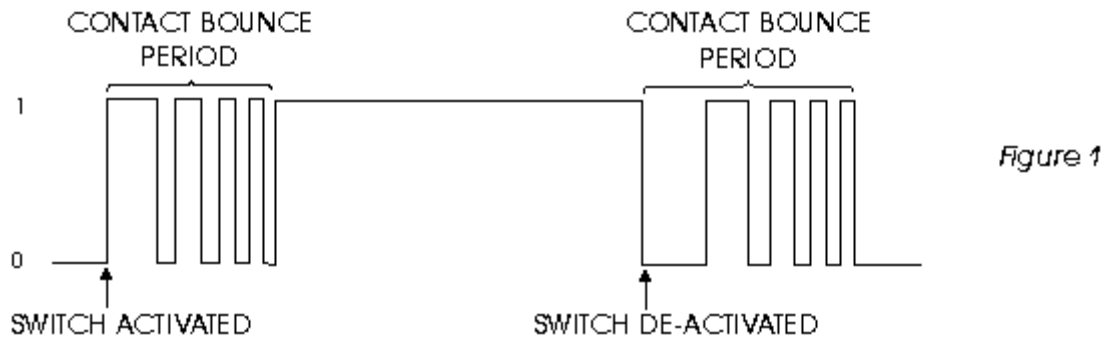 CONTACT BOUNCE
PERIOD
CONTACT BOUNCE
PERIOD
1
Figure 1
0
SWITCH ACTIVATED
SWITCH DE-ACTIVATED